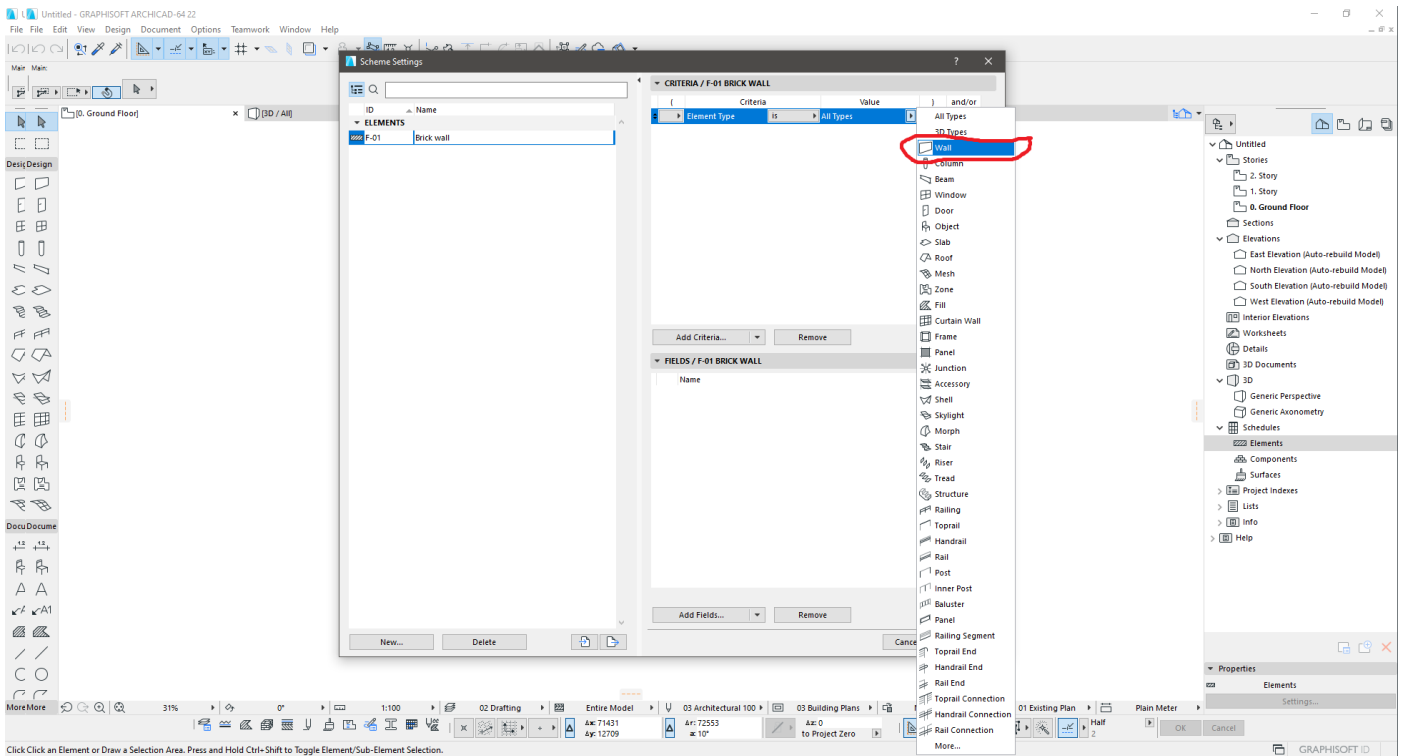 Untitled - GRAPHISOFT ARCHICAD-64 22
File File Edit View Design Document Options Teamwork Window Help
Main Main:
[0. Ground Floor] [3D / All]
Desig Design
Docu Docume
1.2 1.2
A A
A1
More More
Scheme Settings
? ×
ID Name
ELEMENTS
F-01 Brick wall
New... Delete
CRITERIA / F-01 BRICK WALL
( Criteria Value ) and/or
Element Type is All Types
Add Criteria... Remove
FIELDS / F-01 BRICK WALL
Name
Add Fields... Remove
Cance
All Types
3D Types
Wall
Column
Beam
Window
Door
Object
Slab
Roof
Mesh
Zone
Fill
Curtain Wall
Frame
Panel
Junction
Accessory
Shell
Skylight
Morph
Stair
Riser
Tread
Structure
Railing
Toprail
Handrail
Rail
Post
Inner Post
Baluster
Panel
Railing Segment
Toprail End
Handrail End
Rail End
Toprail Connection
Handrail Connection
Rail Connection
More...
Untitled
Stories
2. Story
1. Story
0. Ground Floor
Sections
Elevations
East Elevation (Auto-rebuild Model)
North Elevation (Auto-rebuild Model)
South Elevation (Auto-rebuild Model)
West Elevation (Auto-rebuild Model)
Interior Elevations
Worksheets
Details
3D Documents
3D
Generic Perspective
Generic Axonometry
Schedules
Elements
Components
Surfaces
Project Indexes
Lists
Info
Help
Properties
Elements
Settings...
31% 0° 1:100 02 Drafting Entire Model 03 Architectural 100 03 Building Plans 01 Existing Plan Plain Meter
Δx: 71431 Δr: 72553 Δz: 0 Half
Δy: 12709 a: 10° to Project Zero 2
OK Cancel
Click Click an Element or Draw a Selection Area. Press and Hold Ctrl+Shift to Toggle Element/Sub-Element Selection.
GRAPHISOFT ID